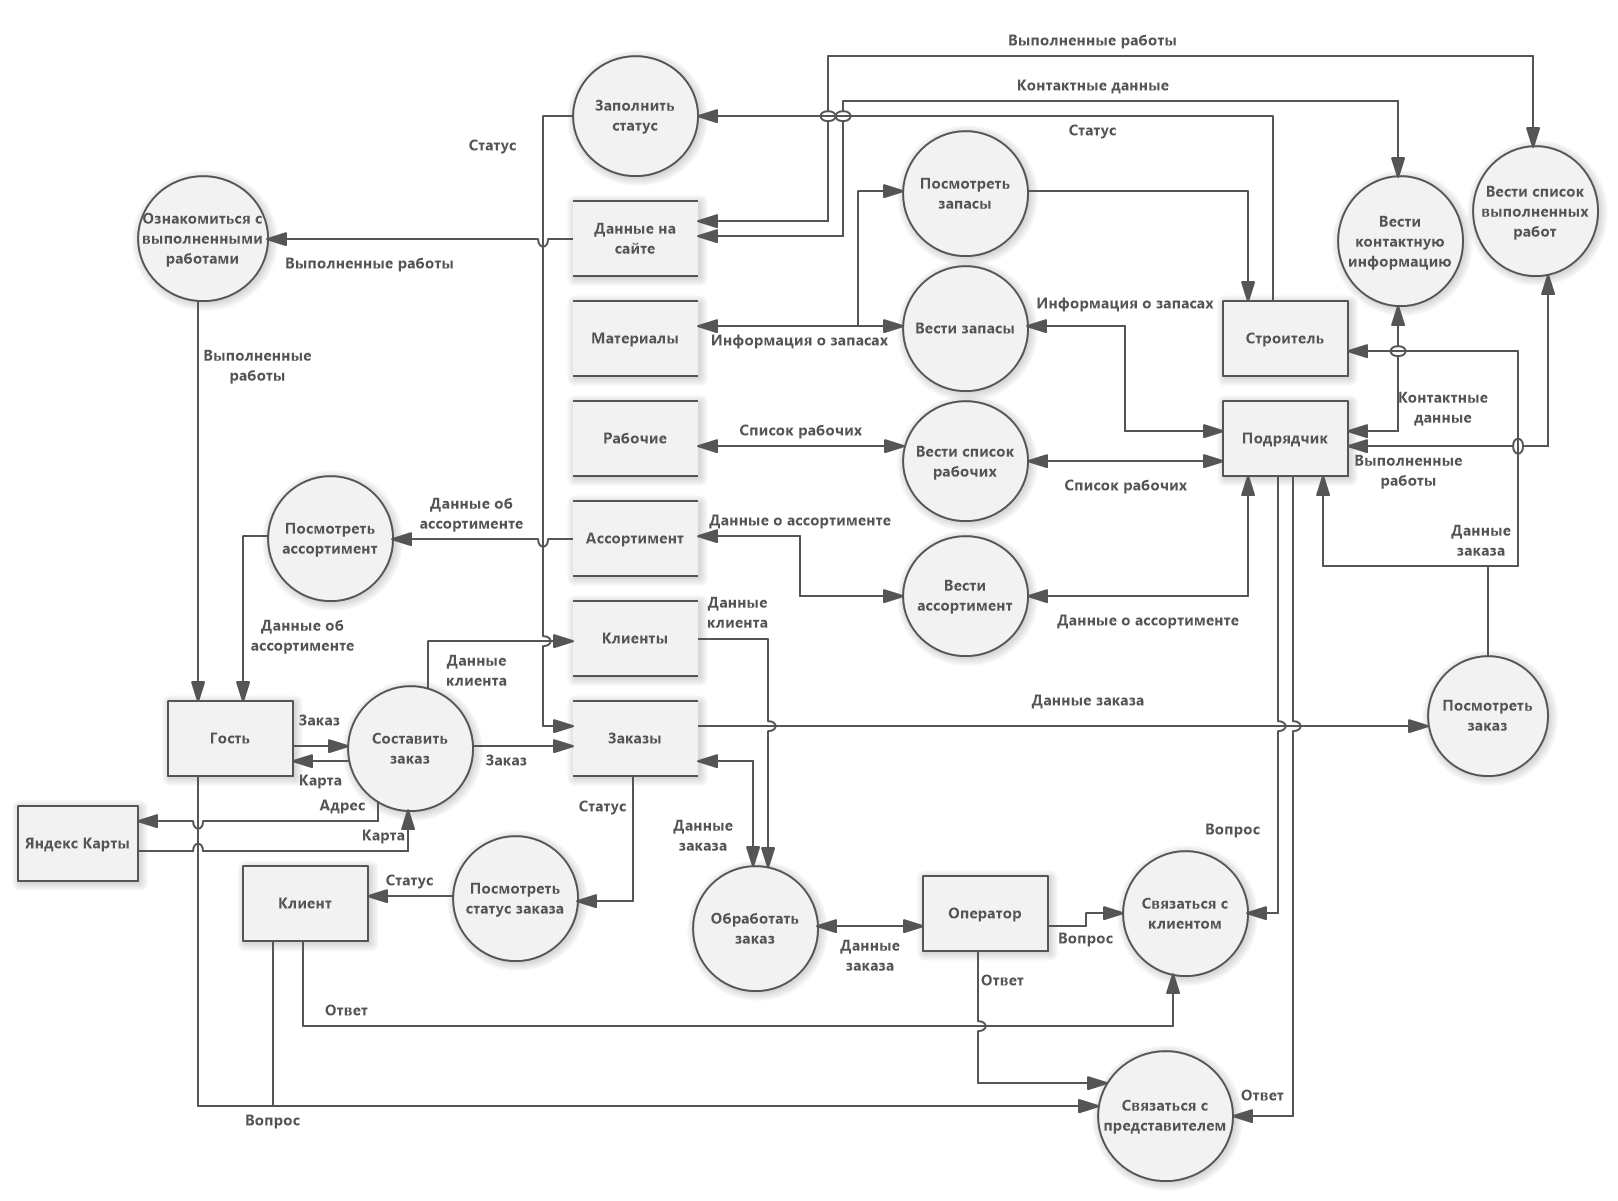 Выполненные работы
Контактные данные
Заполнить
статус
Статус
Статус
Посмотреть
запасы
Вести список
выполненных
работ
Ознакомиться с
выполненными
работами
Данные на
сайте
Вести
контактную
информацию
Выполненные работы
Информация о запасах
Материалы
Информация о запасах
Вести запасы
Строитель
Выполненные
работы
Контактные
данные
Рабочие
Список рабочих
Вести список
рабочих
Подрядчик
Выполненные
работы
Список рабочих
Данные об
ассортименте
Данные о ассортименте
Посмотреть
ассортимент
Ассортимент
Данные
заказа
Вести
ассортимент
Данные
клиента
Данные о ассортименте
Данные об
ассортименте
Клиенты
Данные
клиента
Данные заказа
Посмотреть
заказ
Гость
Заказ
Составить
заказ
Заказ
Заказы
Карта
Адрес
Статус
Карта
Яндекс Карты
Данные
заказа
Вопрос
Клиент
Статус
Посмотреть
статус заказа
Обработать
заказ
Данные
заказа
Оператор
Вопрос
Связаться с
клиентом
Ответ
Ответ
Вопрос
Связаться с
представителем
Ответ